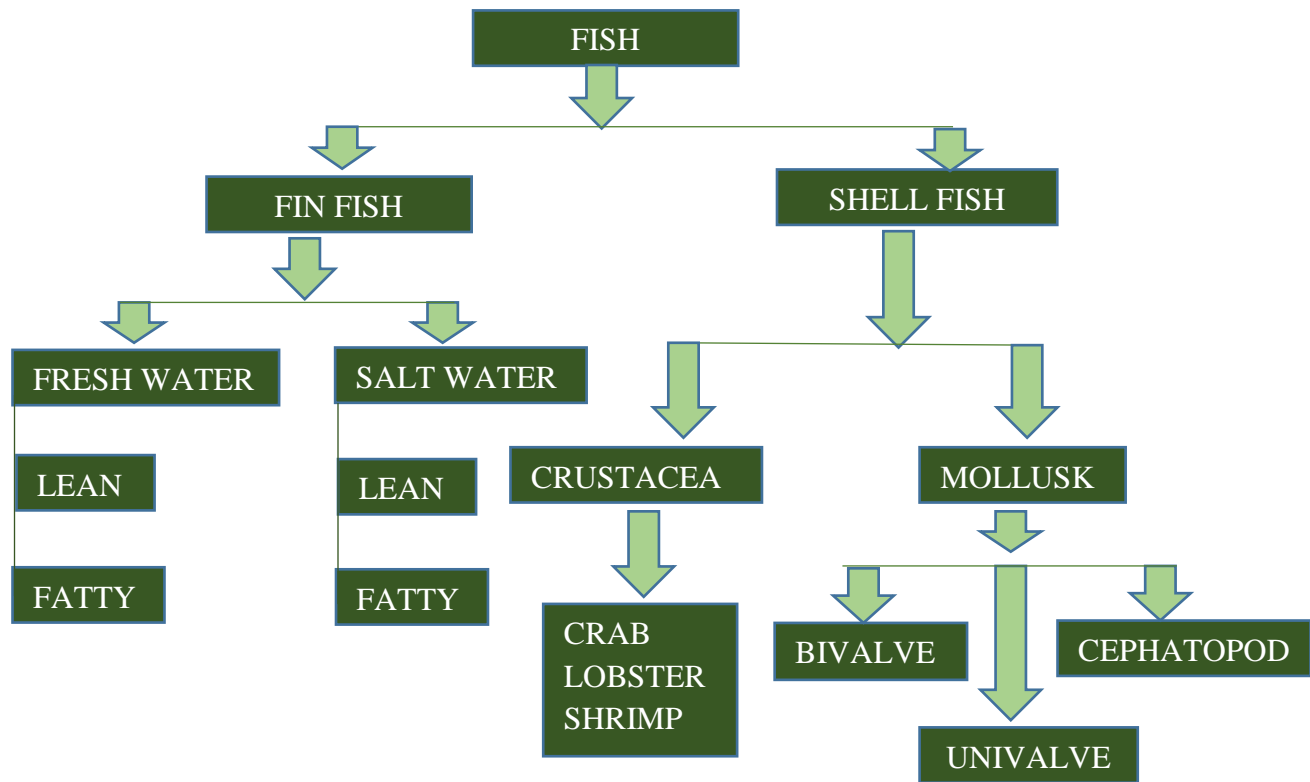 FISH
FIN FISH
SHELL FISH
FRESH WATER
SALT WATER
LEAN
FATTY
LEAN
FATTY
CRUSTACEA
MOLLUSK
CRAB
LOBSTER
SHRIMP
BIVALVE
CEPHATOPOD
UNIVALVE